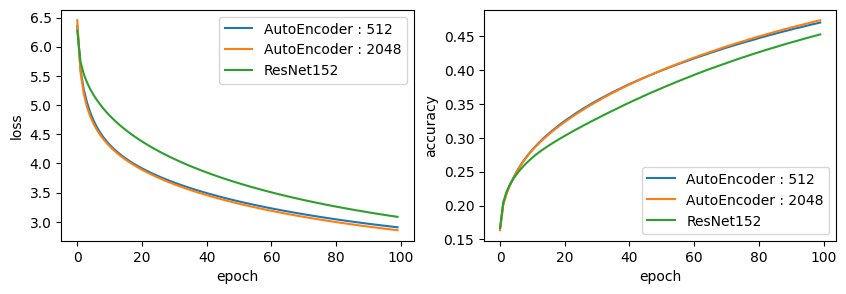 6.5
6.0
5.5
5.0
4.5
4.0
3.5
3.0
loss
0 20 40 60 80 100
epoch
AutoEncoder : 512
AutoEncoder : 2048
ResNet152
0.45
0.40
0.35
0.30
0.25
0.20
0.15
accuracy
0 20 40 60 80 100
epoch
AutoEncoder : 512
AutoEncoder : 2048
ResNet152